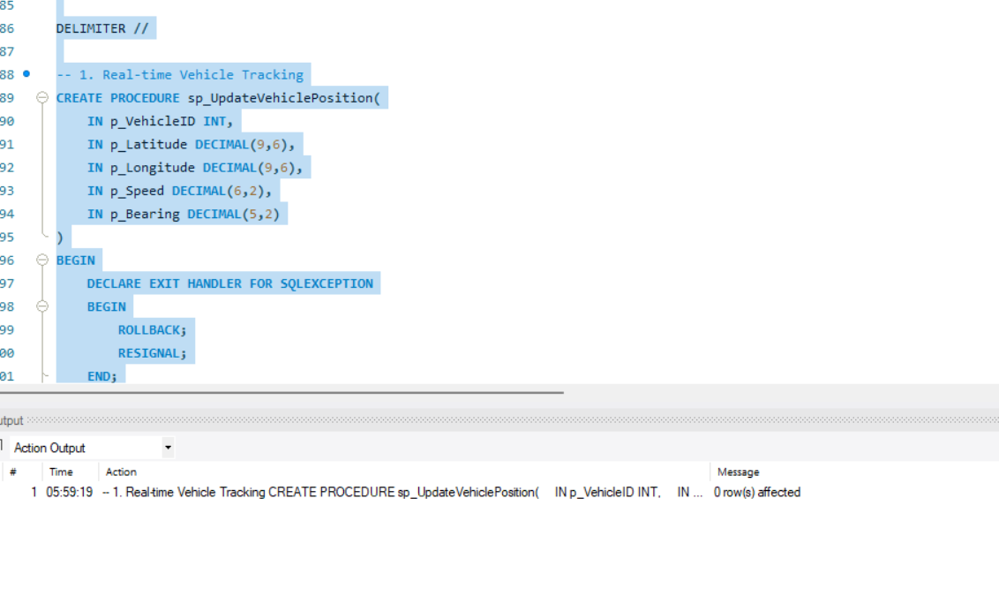 85
86 DELIMITER //
87
88 -- 1. Real-time Vehicle Tracking
89 CREATE PROCEDURE sp_UpdateVehiclePosition(
90 IN p_VehicleID INT,
91 IN p_Latitude DECIMAL(9,6),
92 IN p_Longitude DECIMAL(9,6),
93 IN p_Speed DECIMAL(6,2),
94 IN p_Bearing DECIMAL(5,2)
95 )
96 BEGIN
97 DECLARE EXIT HANDLER FOR SQLEXCEPTION
98 BEGIN
99 ROLLBACK;
00 RESIGNAL;
01 END;
utput
Action Output
# Time Action Message
1 05:59:19 -- 1. Real-time Vehicle Tracking CREATE PROCEDURE sp_UpdateVehiclePosition( IN p_VehicleID INT, IN ... 0 row(s) affected